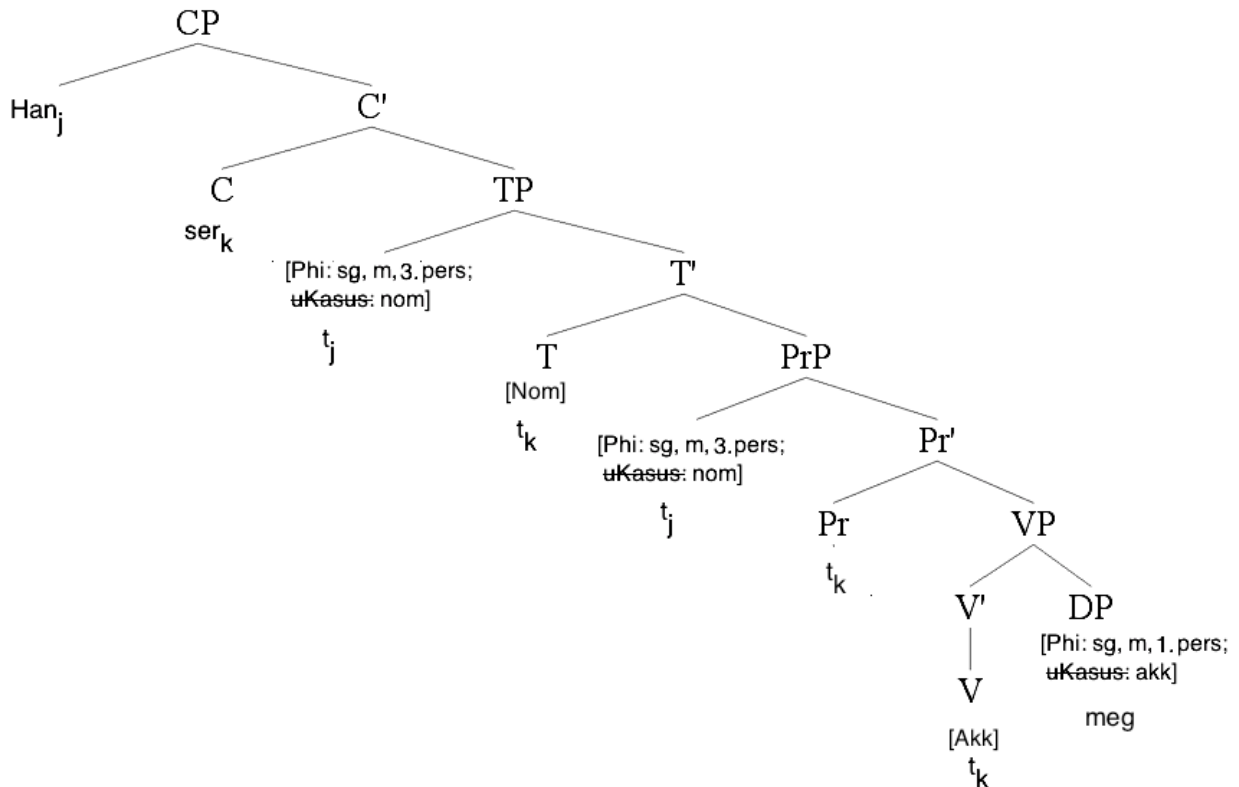 CP
Hanj
C'
C
TP
serk
[Phi: sg, m, 3. pers;
uKasus: nom]
T'
tj
T
PrP
[Nom]
tk
[Phi: sg, m, 3. pers;
uKasus: nom]
Pr'
tj
Pr
VP
tk
V'
DP
[Phi: sg, m, 1. pers;
uKasus: akk]
V
meg
[Akk]
tk